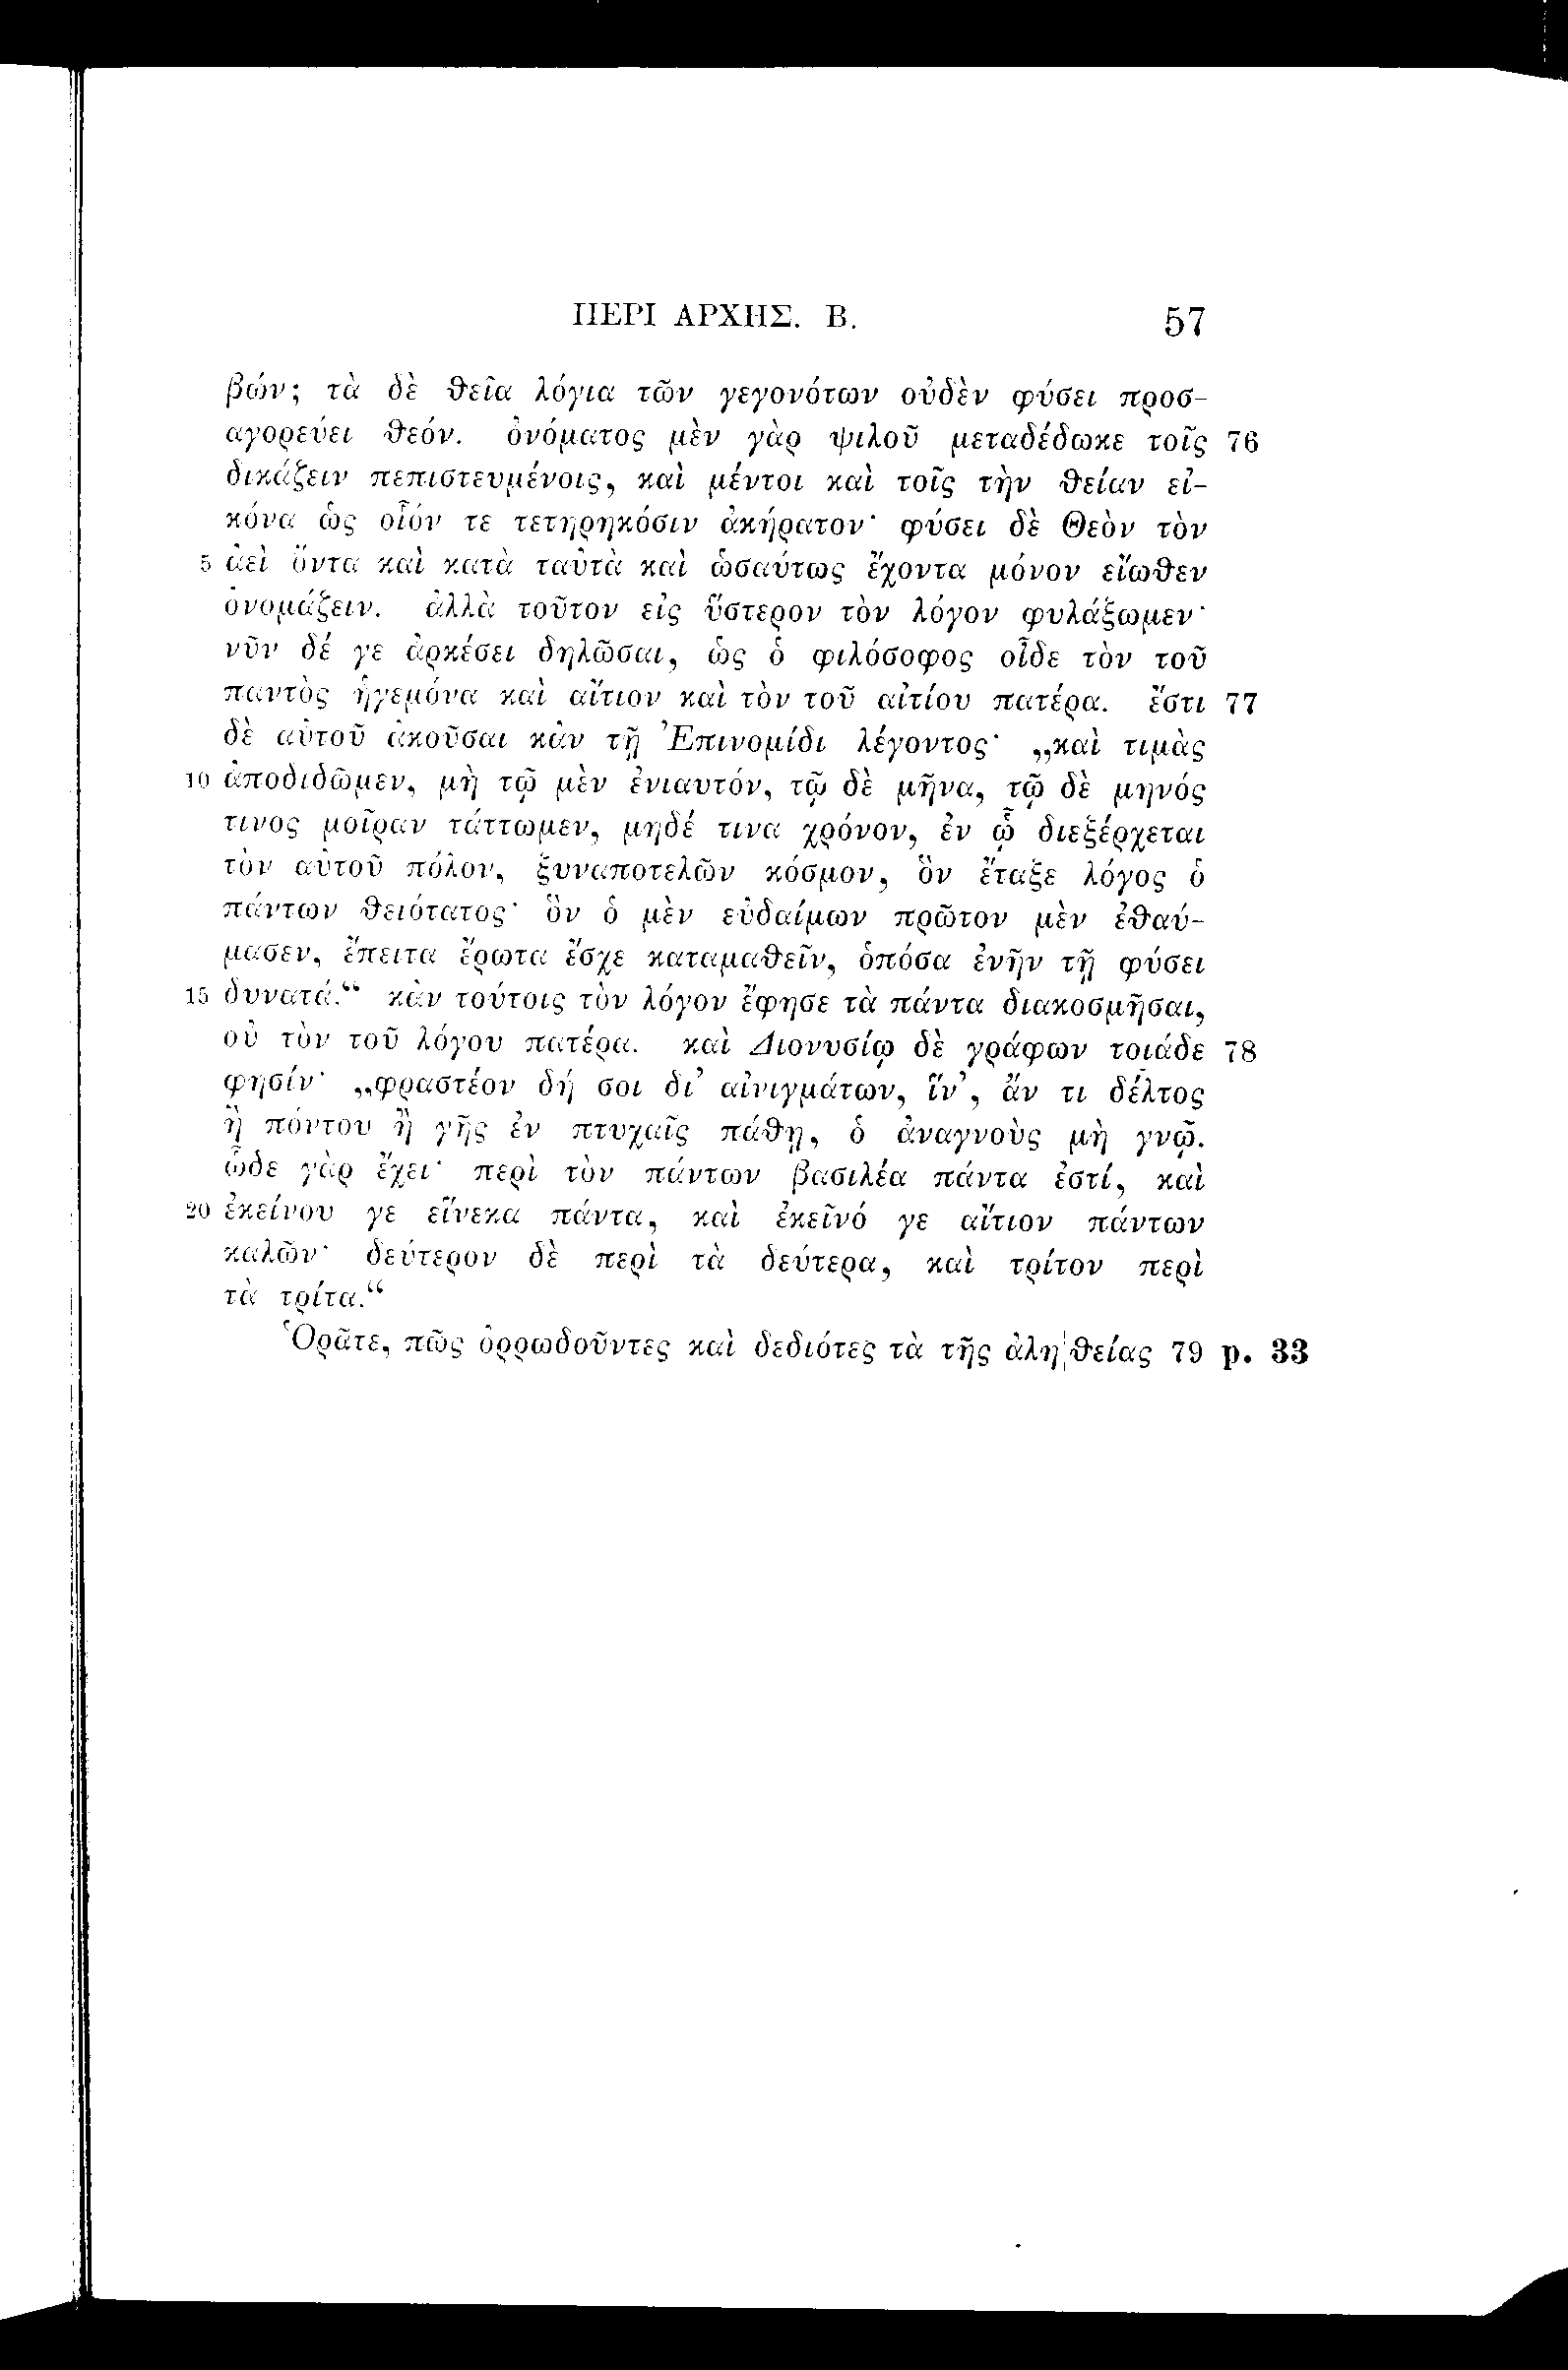 ΠΕΡΙ ΑΡΧΗΣ. Β. 57
βών; τὰ δὲ θεῖα λόγια τῶν γεγονότων οὐδὲν φύσει προσ-
αγορεύει θεόν. ὀνόματος μὲν γὰρ ψιλοῦ μεταδέδωκε τοῖς 76
δικάζειν πεπιστευμένοις, καὶ μέντοι καὶ τοῖς τὴν θείαν εἰ-
κόνα ὡς οἷόν τε τετηρηκόσιν ἀκήρατον· φύσει δὲ Θεὸν τὸν
5 ἀεὶ ὄντα καὶ κατὰ ταὐτὰ καὶ ὡσαύτως ἔχοντα μόνον εἴωθεν
ὀνομάζειν. ἀλλὰ τοῦτον εἰς ὕστερον τὸν λόγον φυλάξωμεν·
νῦν δέ γε ἀρκέσει δηλῶσαι, ὡς ὁ φιλόσοφος οἶδε τὸν τοῦ
παντὸς ἡγεμόνα καὶ αἴτιον καὶ τὸν τοῦ αἰτίου πατέρα. ἔστι 77
δὲ αὐτοῦ ἀκοῦσαι κἀν τῇ Ἐπινομίδι λέγοντος· „καὶ τιμὰς
10 ἀποδιδῶμεν, μὴ τῷ μὲν ἐνιαυτόν, τῷ δὲ μῆνα, τῷ δὲ μηνός
τινος μοῖραν τάττωμεν, μηδέ τινα χρόνον, ἐν ᾧ διεξέρχεται
τὸν αὑτοῦ πόλον, ξυναποτελῶν κόσμον, ὃν ἔταξε λόγος ὁ
πάντων θειότατος· ὃν ὁ μὲν εὐδαίμων πρῶτον μὲν ἐθαύ-
μασεν, ἔπειτα ἔρωτα ἔσχε καταμαθεῖν, ὁπόσα ἐνῆν τῇ φύσει
15 δυνατά.“ κἀν τούτοις τὸν λόγον ἔφησε τὰ πάντα διακοσμῆσαι,
οὐ τὸν τοῦ λόγου πατέρα. καὶ Διονυσίῳ δὲ γράφων τοιάδε 78
φησίν· „φραστέον δή σοι δι’ αἰνιγμάτων, ἵν’, ἄν τι δέλτος
ἢ πόντου ἢ γῆς ἐν πτυχαῖς πάθῃ, ὁ ἀναγνοὺς μὴ γνῷ.
ὧδε γὰρ ἔχει· περὶ τὸν πάντων βασιλέα πάντα ἐστί, καὶ
20 ἐκείνου γε εἵνεκα πάντα, καὶ ἐκεῖνό γε αἴτιον πάντων
καλῶν· δεύτερον δὲ περὶ τὰ δεύτερα, καὶ τρίτον περὶ
τὰ τρίτα.“
Ὁρᾶτε, πῶς ὀρρωδοῦντες καὶ δεδιότες τὰ τῆς ἀλη|θείας 79 p. 33